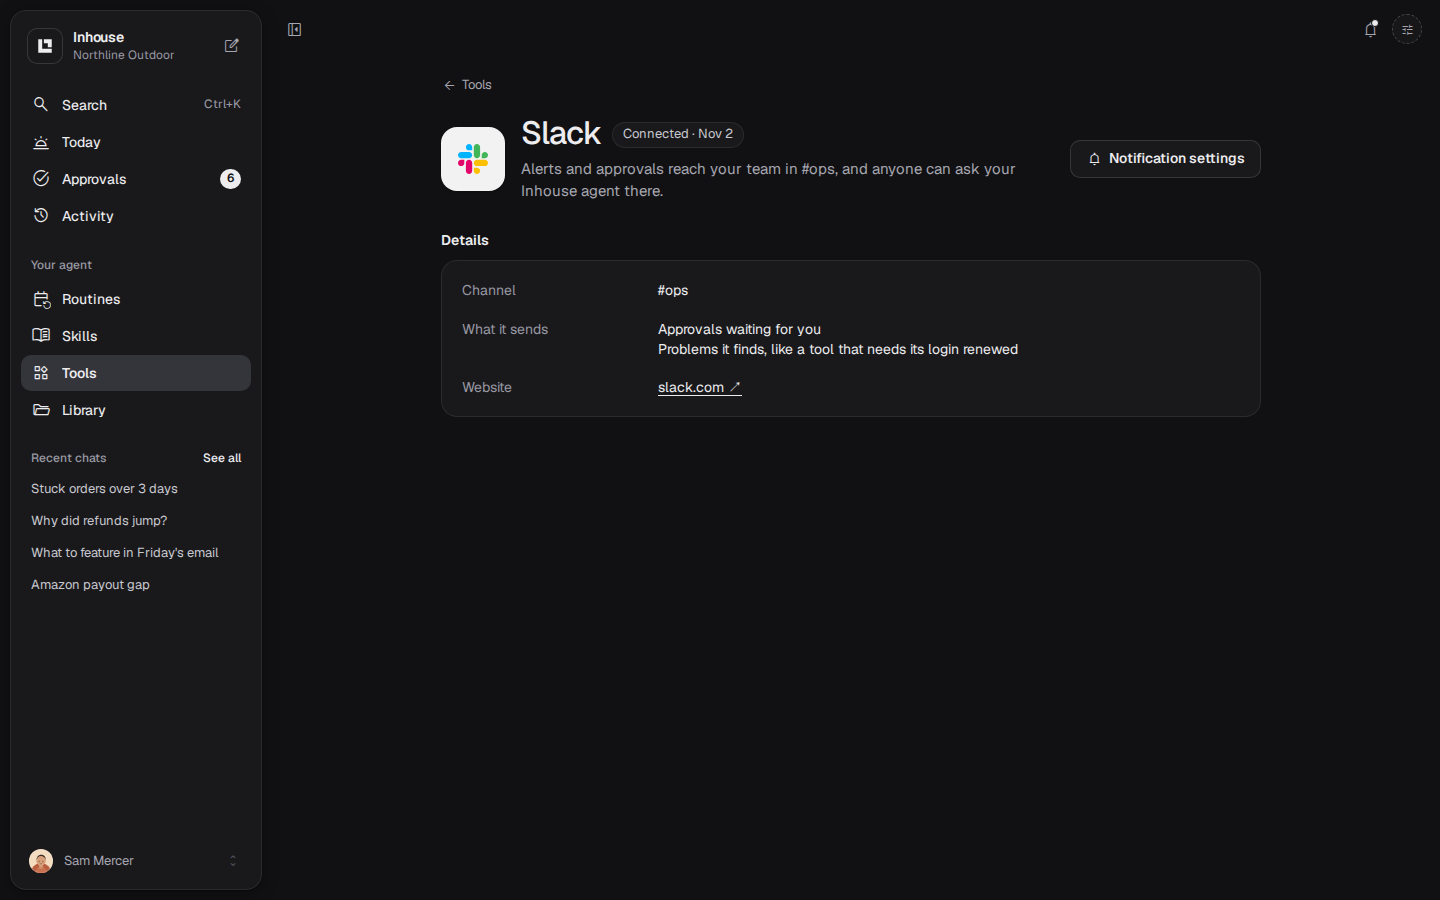 Inhouse
Northline Outdoor
Search Ctrl+K
Today
Approvals 6
Activity
Your agent
Routines
Skills
Tools
Library
Recent chats See all
Stuck orders over 3 days
Why did refunds jump?
What to feature in Friday's email
Amazon payout gap
Sam Mercer
← Tools
Slack Connected · Nov 2
Alerts and approvals reach your team in #ops, and anyone can ask your
Inhouse agent there.
Notification settings
Details
Channel #ops
What it sends Approvals waiting for you
Problems it finds, like a tool that needs its login renewed
Website slack.com ↗